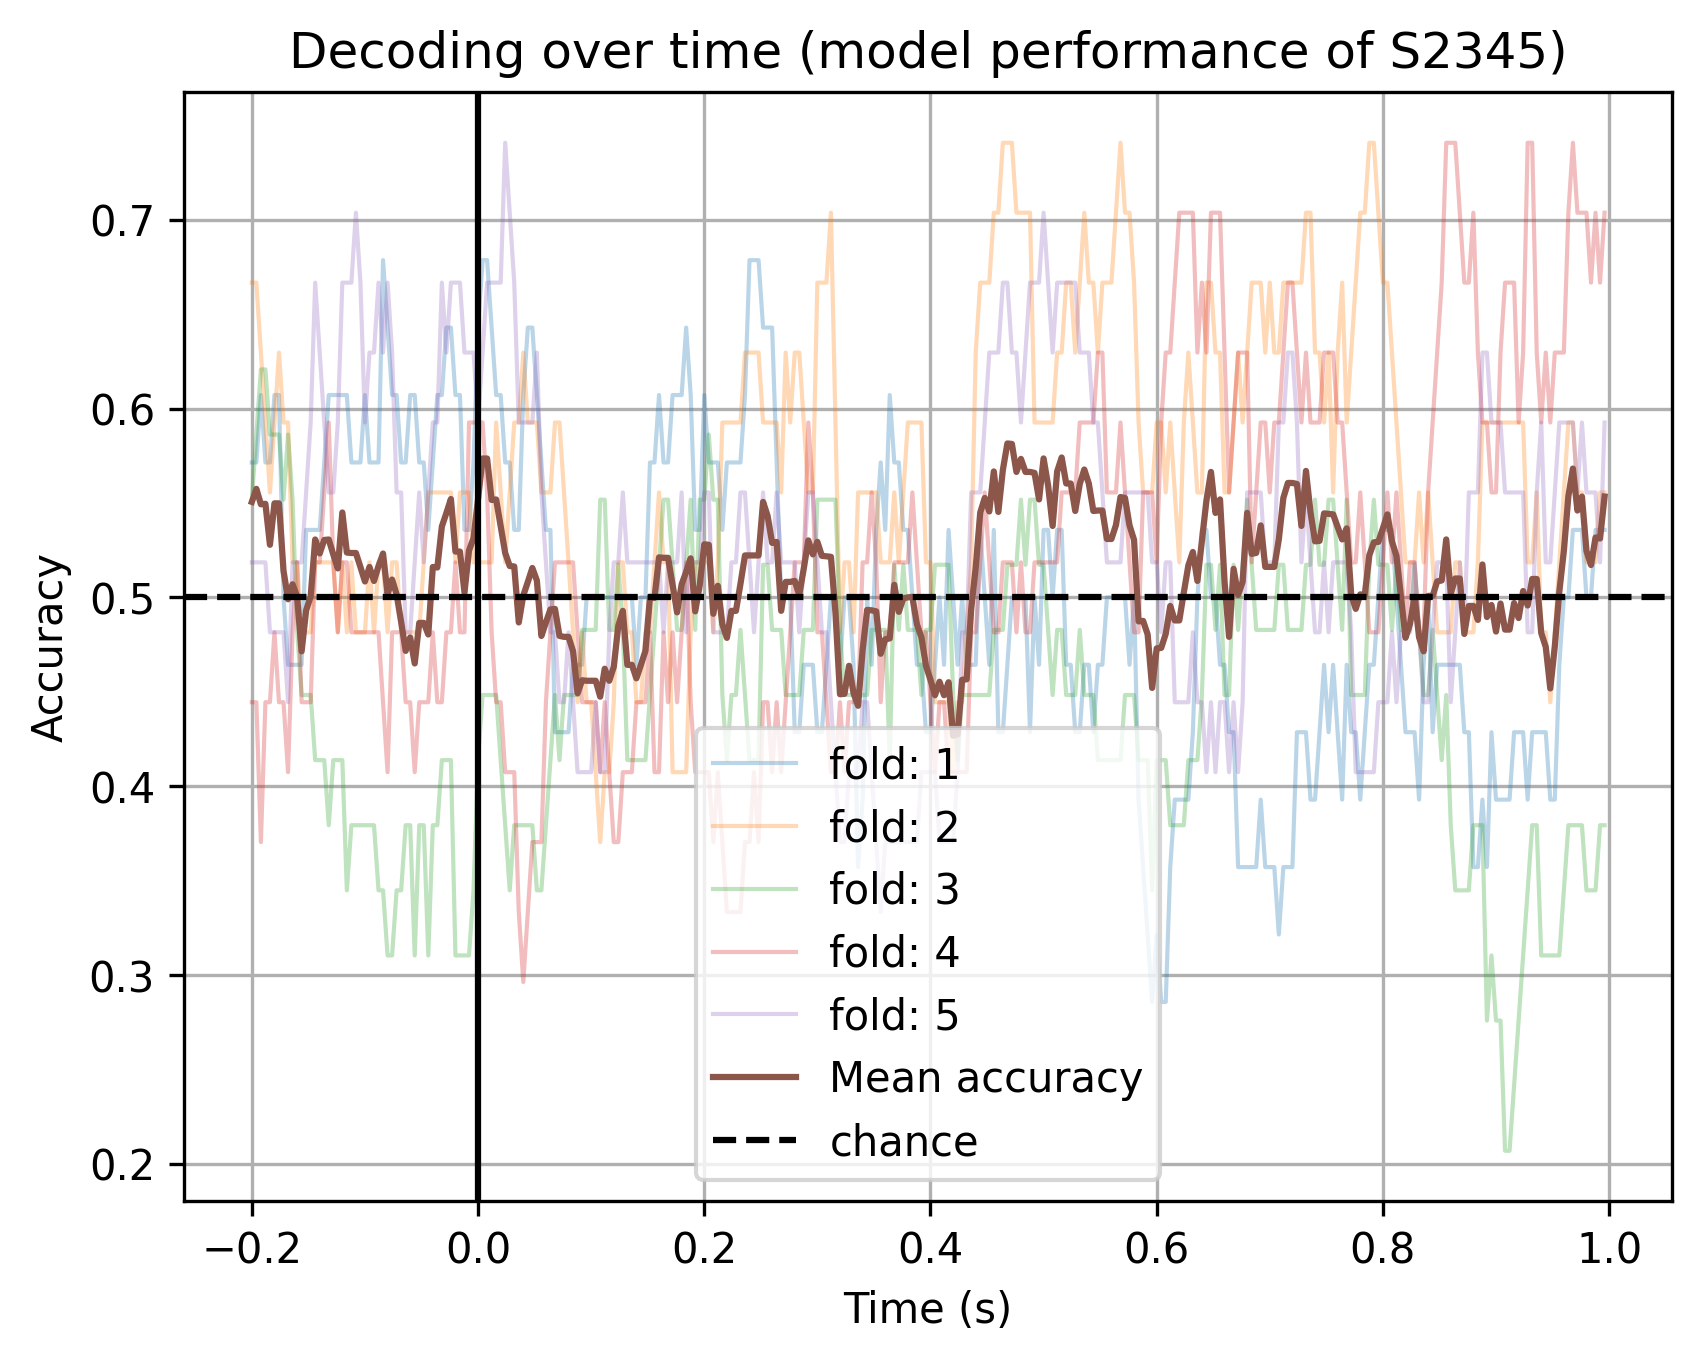 Decoding over time (model performance of S2345)
Accuracy
0.7
0.6
0.5
0.4
0.3
0.2
fold: 1
fold: 2
fold: 3
fold: 4
fold: 5
Mean accuracy
chance
−0.2 0.0 0.2 0.4 0.6 0.8 1.0
Time (s)